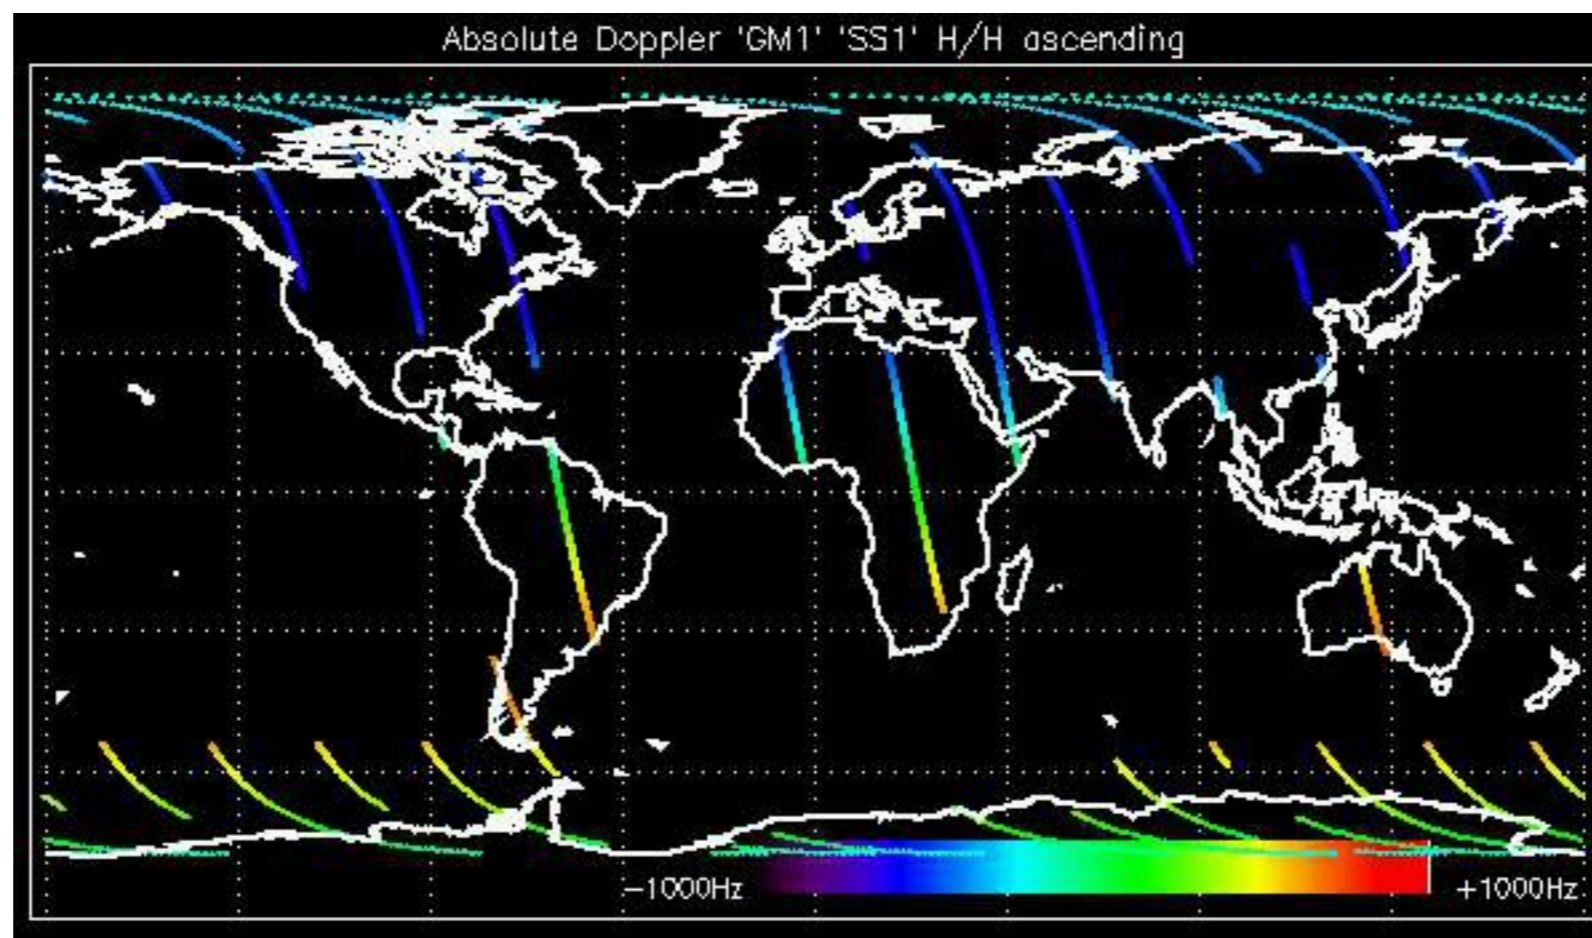 Absolute Doppler 'GM1' 'SS1' H/H ascending
-1000Hz
+1000Hz